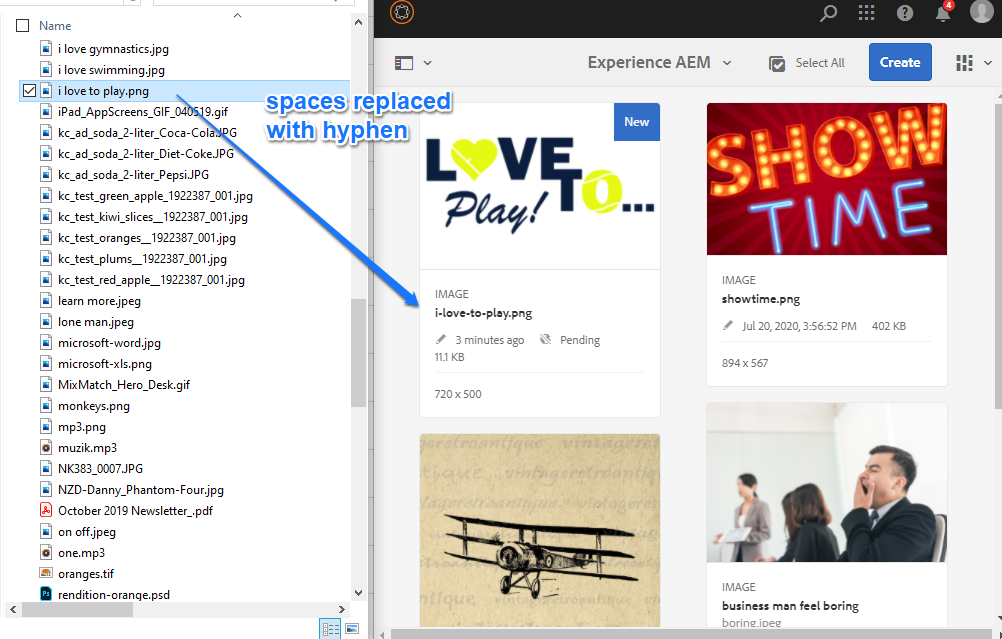 Name
i love gymnastics.jpg
i love swimming.jpg
i love to play.png
iPad_AppScreens_GIF_040519.gif
kc_ad_soda_2-liter_Coca-Cola.JPG
kc_ad_soda_2-liter_Diet-Coke.JPG
kc_ad_soda_2-liter_Pepsi.JPG
kc_test_green_apple_1922387_001.jpg
kc_test_kiwi_slices__1922387_001.jpg
kc_test_oranges__1922387_001.jpg
kc_test_plums__1922387_001.jpg
kc_test_red_apple__1922387_001.jpg
learn more.jpeg
lone man.jpeg
microsoft-word.jpg
microsoft-xls.png
MixMatch_Hero_Desk.gif
monkeys.png
mp3.png
muzik.mp3
NK383_0007.JPG
NZD-Danny_Phantom-Four.jpg
October 2019 Newsletter_.pdf
on off.jpeg
one.mp3
oranges.tif
Ps
rendition-orange.psd
spaces replaced
with hyphen
4
Experience AEM
Select All
Create
New
LOVE
TO...
Play!
IMAGE
i-love-to-play.png
3 minutes ago
Pending
11.1 KB
720 x 500
SHOW
TIME
IMAGE
showtime.png
Jul 20, 2020, 3:56:52 PM
402 KB
894 x 567
vintageretroantique
IMAGE
business man feel boring
boring.jpeg